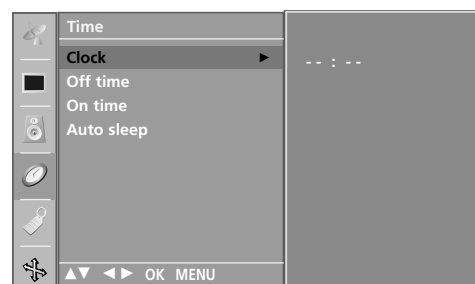 Time
Clock ►
-- : --
Off time
On time
Auto sleep
▲▼ ◄► OK MENU